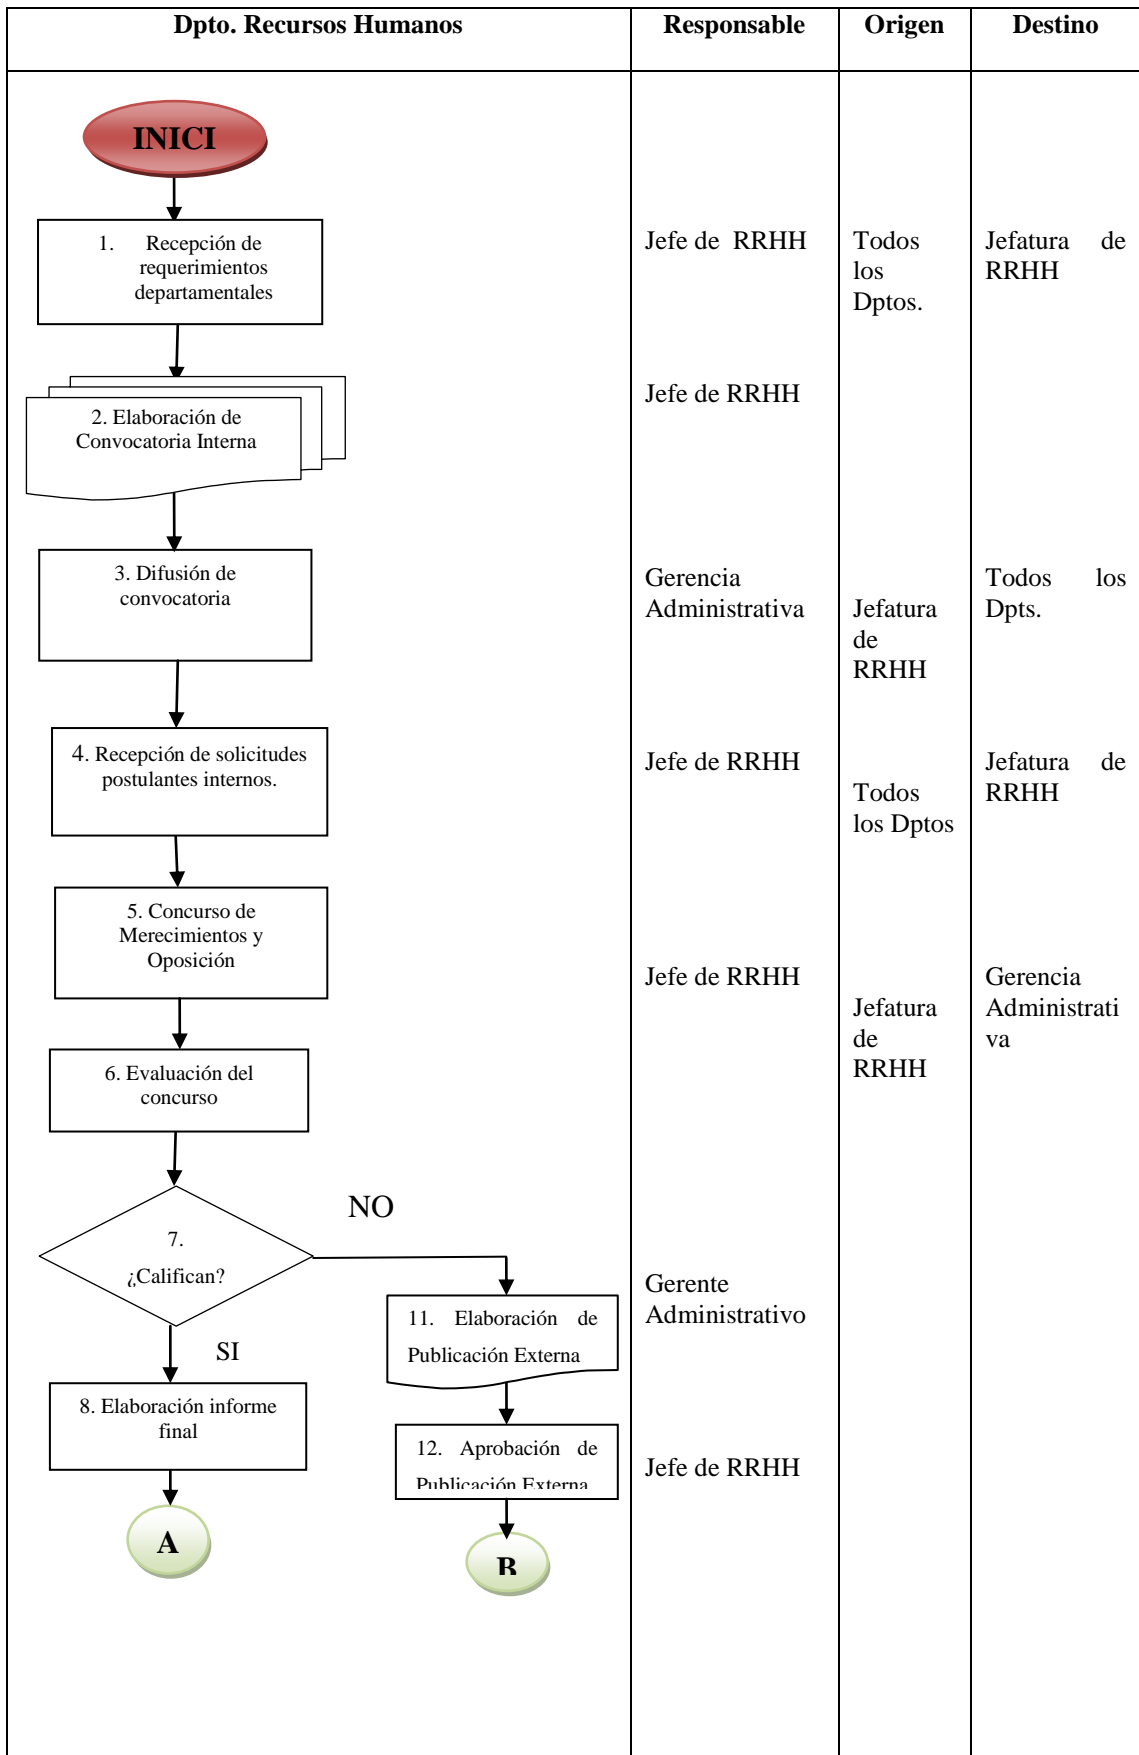 Dpto. Recursos Humanos
Responsable
Origen
Destino
INICI
1. Recepción de
requerimientos
departamentales
Jefe de RRHH
Todos
los
Dptos.
Jefatura de
RRHH
2. Elaboración de
Convocatoria Interna
Jefe de RRHH
3. Difusión de
convocatoria
Gerencia
Administrativa
Jefatura
de
RRHH
Todos los
Dpts.
4. Recepción de solicitudes
postulantes internos.
Jefe de RRHH
Todos
los Dptos
Jefatura de
RRHH
5. Concurso de
Merecimientos y
Oposición
Jefe de RRHH
Jefatura
de
RRHH
Gerencia
Administrati
va
6. Evaluación del
concurso
7.
¿Califican?
NO
SI
Gerente
Administrativo
11. Elaboración de
Publicación Externa
8. Elaboración informe
final
12. Aprobación de
Publicación Externa
Jefe de RRHH
A
B